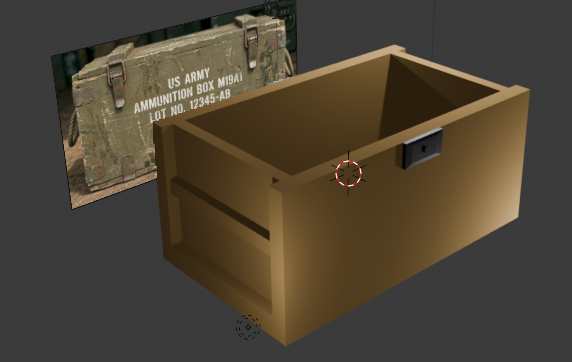 US ARMY
AMMUNITION BOX M19A1
LOT NO. 12345-AB